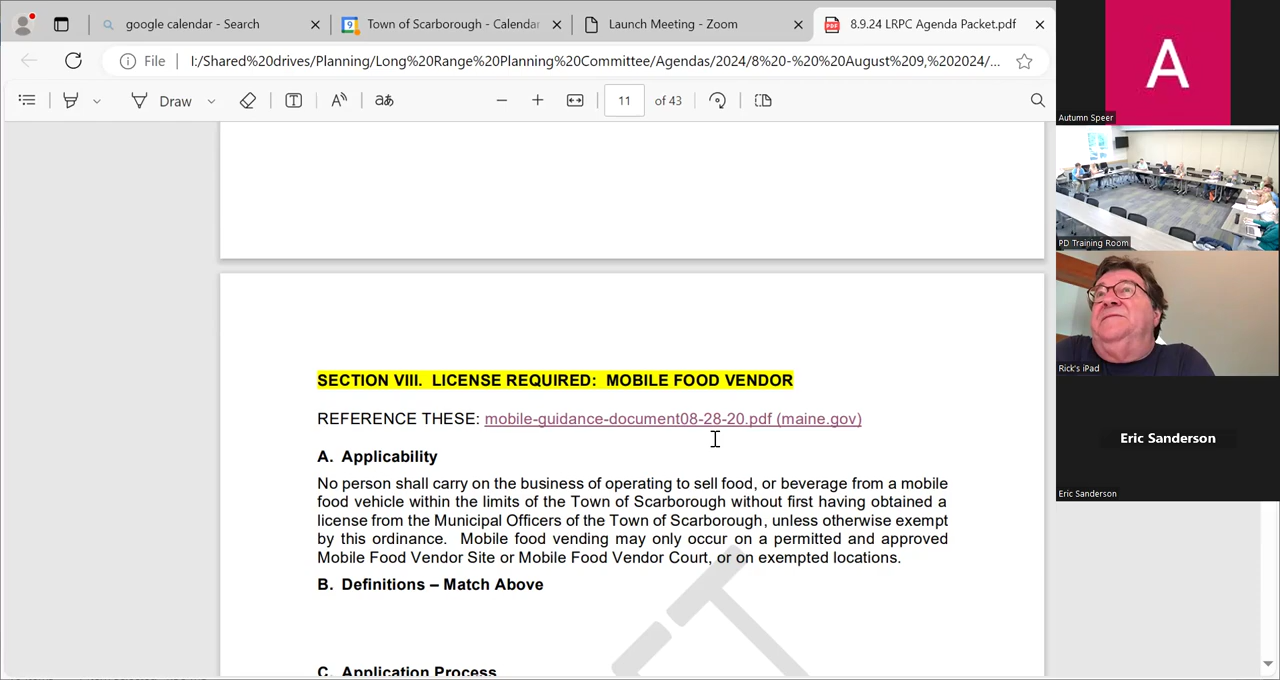 google calendar - Search
Town of Scarborough - Calendar
Launch Meeting - Zoom
8.9.24 LRPC Agenda Packet.pdf
File
I:/Shared%20drives/Planning/Long%20Range%20Planning%20Committee/Agendas/2024/8%20-%20%20August%209,%202024/...
Draw
aあ
11 of 43
SECTION VIII. LICENSE REQUIRED: MOBILE FOOD VENDOR
REFERENCE THESE: mobile-guidance-document08-28-20.pdf (maine.gov)
A. Applicability
No person shall carry on the business of operating to sell food, or beverage from a mobile
food vehicle within the limits of the Town of Scarborough without first having obtained a
license from the Municipal Officers of the Town of Scarborough, unless otherwise exempt
by this ordinance. Mobile food vending may only occur on a permitted and approved
Mobile Food Vendor Site or Mobile Food Vendor Court, or on exempted locations.
B. Definitions – Match Above
C. Application Process
A
Autumn Speer
PD Training Room
Rick's iPad
Eric Sanderson
Eric Sanderson